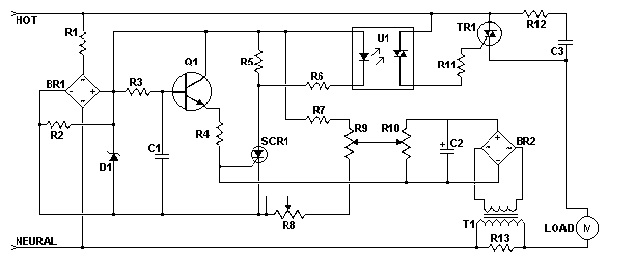 HOT
R1
BR1
R2
D1
R3
C1
Q1
R4
R5
SCR1
R6
R7
U1
R8
R9
R10
R11
TR1
R12
C3
C2
+
BR2
T1
R13
LOAD
M
NEURAL